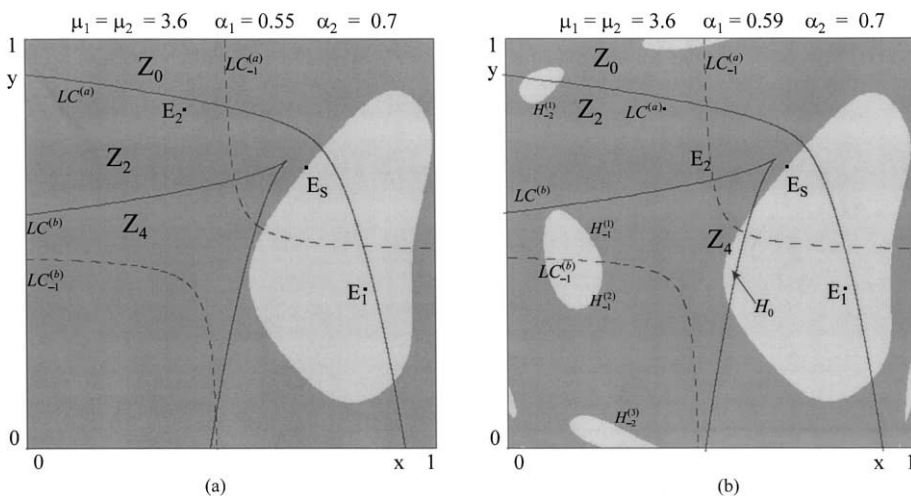 μ₁ = μ₂ = 3.6 α₁ = 0.55 α₂ = 0.7
1
y
Z₀
LC₋₁⁽ᵃ⁾
LC⁽ᵃ⁾
E₂
Z₂
E_S
LC⁽ᵇ⁾
Z₄
LC₋₁⁽ᵇ⁾
E₁
0
0 x 1
(a)
μ₁ = μ₂ = 3.6 α₁ = 0.59 α₂ = 0.7
1
y
Z₀
LC₋₁⁽ᵃ⁾
H₋₂⁽¹⁾
Z₂
LC⁽ᵃ⁾
E₂
E_S
LC⁽ᵇ⁾
H₋₁⁽¹⁾
Z₄
LC₋₁⁽ᵇ⁾
H₋₁⁽²⁾
E₁
H₀
H₋₂⁽³⁾
0
0 x 1
(b)